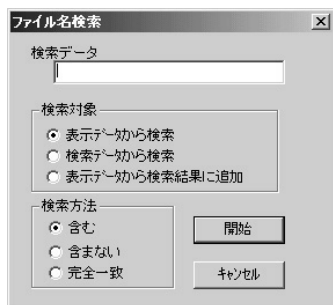 ファイル名検索
検索データ
検索対象
表示データから検索
検索ﾃﾞｰﾀから検索
表示ﾃﾞｰﾀから検索結果に追加
検索方法
含む
含まない
完全一致
開始
ｷｬﾝｾﾙ